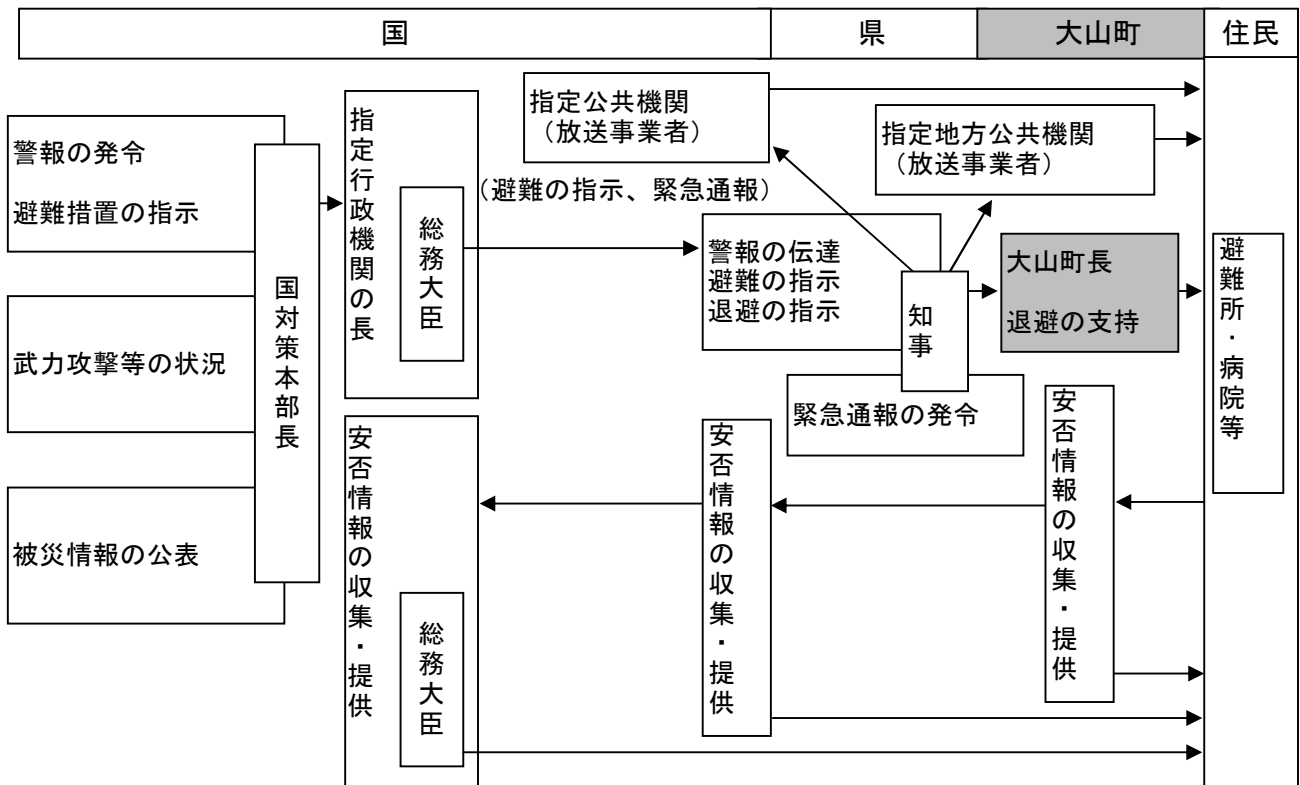 国
県
大山町
住民
警報の発令
避難措置の指示
武力攻撃等の状況
被災情報の公表
国対策本部長
指定行政機関の長
総務大臣
指定公共機関
（放送事業者）
指定地方公共機関
（放送事業者）
（避難の指示、緊急通報）
警報の伝達
避難の指示
退避の指示
知事
緊急通報の発令
大山町長
退避の支持
避難所・病院等
安否情報の収集・提供
総務大臣
安否情報の収集・提供
安否情報の収集・提供